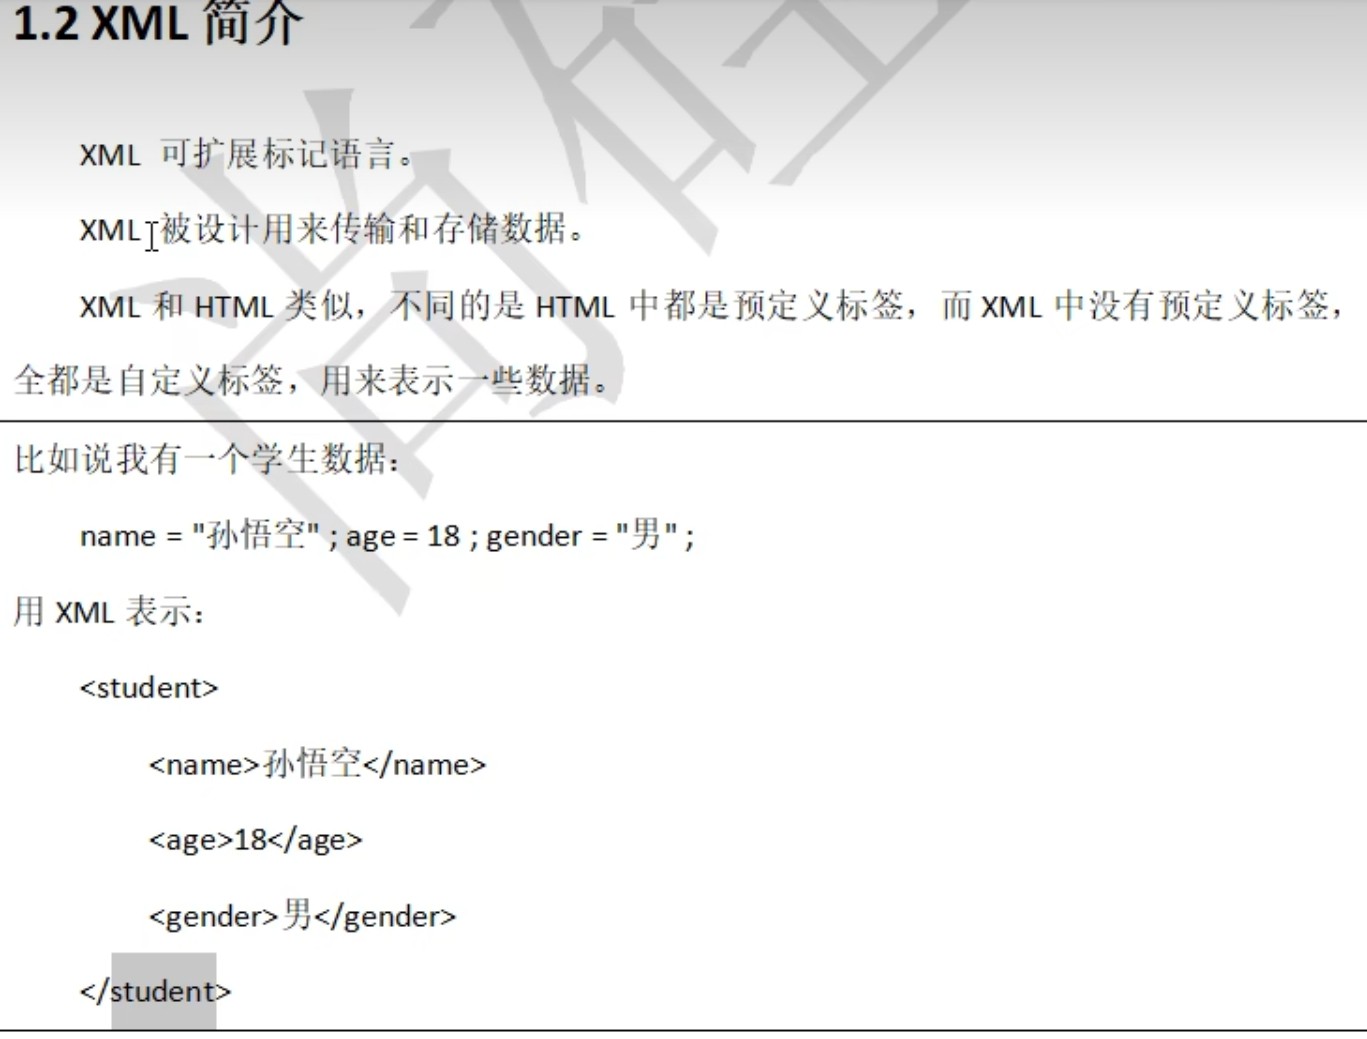 1.2 XML 简介
XML 可扩展标记语言。
XML 被设计用来传输和存储数据。
XML 和 HTML 类似，不同的是 HTML 中都是预定义标签，而 XML 中没有预定义标签，
全都是自定义标签，用来表示一些数据。
比如说我有一个学生数据：
name = "孙悟空" ; age = 18 ; gender = "男" ;
用 XML 表示：
<student>
<name>孙悟空</name>
<age>18</age>
<gender>男</gender>
</student>